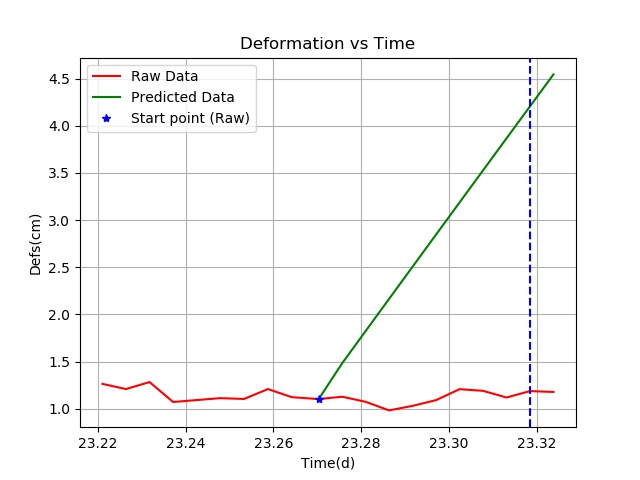 Deformation vs Time
Raw Data
Predicted Data
Start point (Raw)
4.5
4.0
3.5
3.0
2.5
2.0
1.5
1.0
Defs(cm)
23.22 23.24 23.26 23.28 23.30 23.32
Time(d)